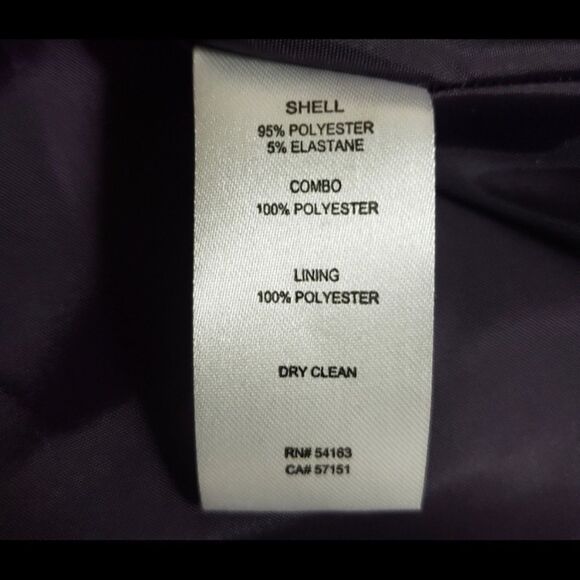 SHELL
95% POLYESTER
5% ELASTANE
COMBO
100% POLYESTER
LINING
100% POLYESTER
DRY CLEAN
RN# 54163
CA# 57151